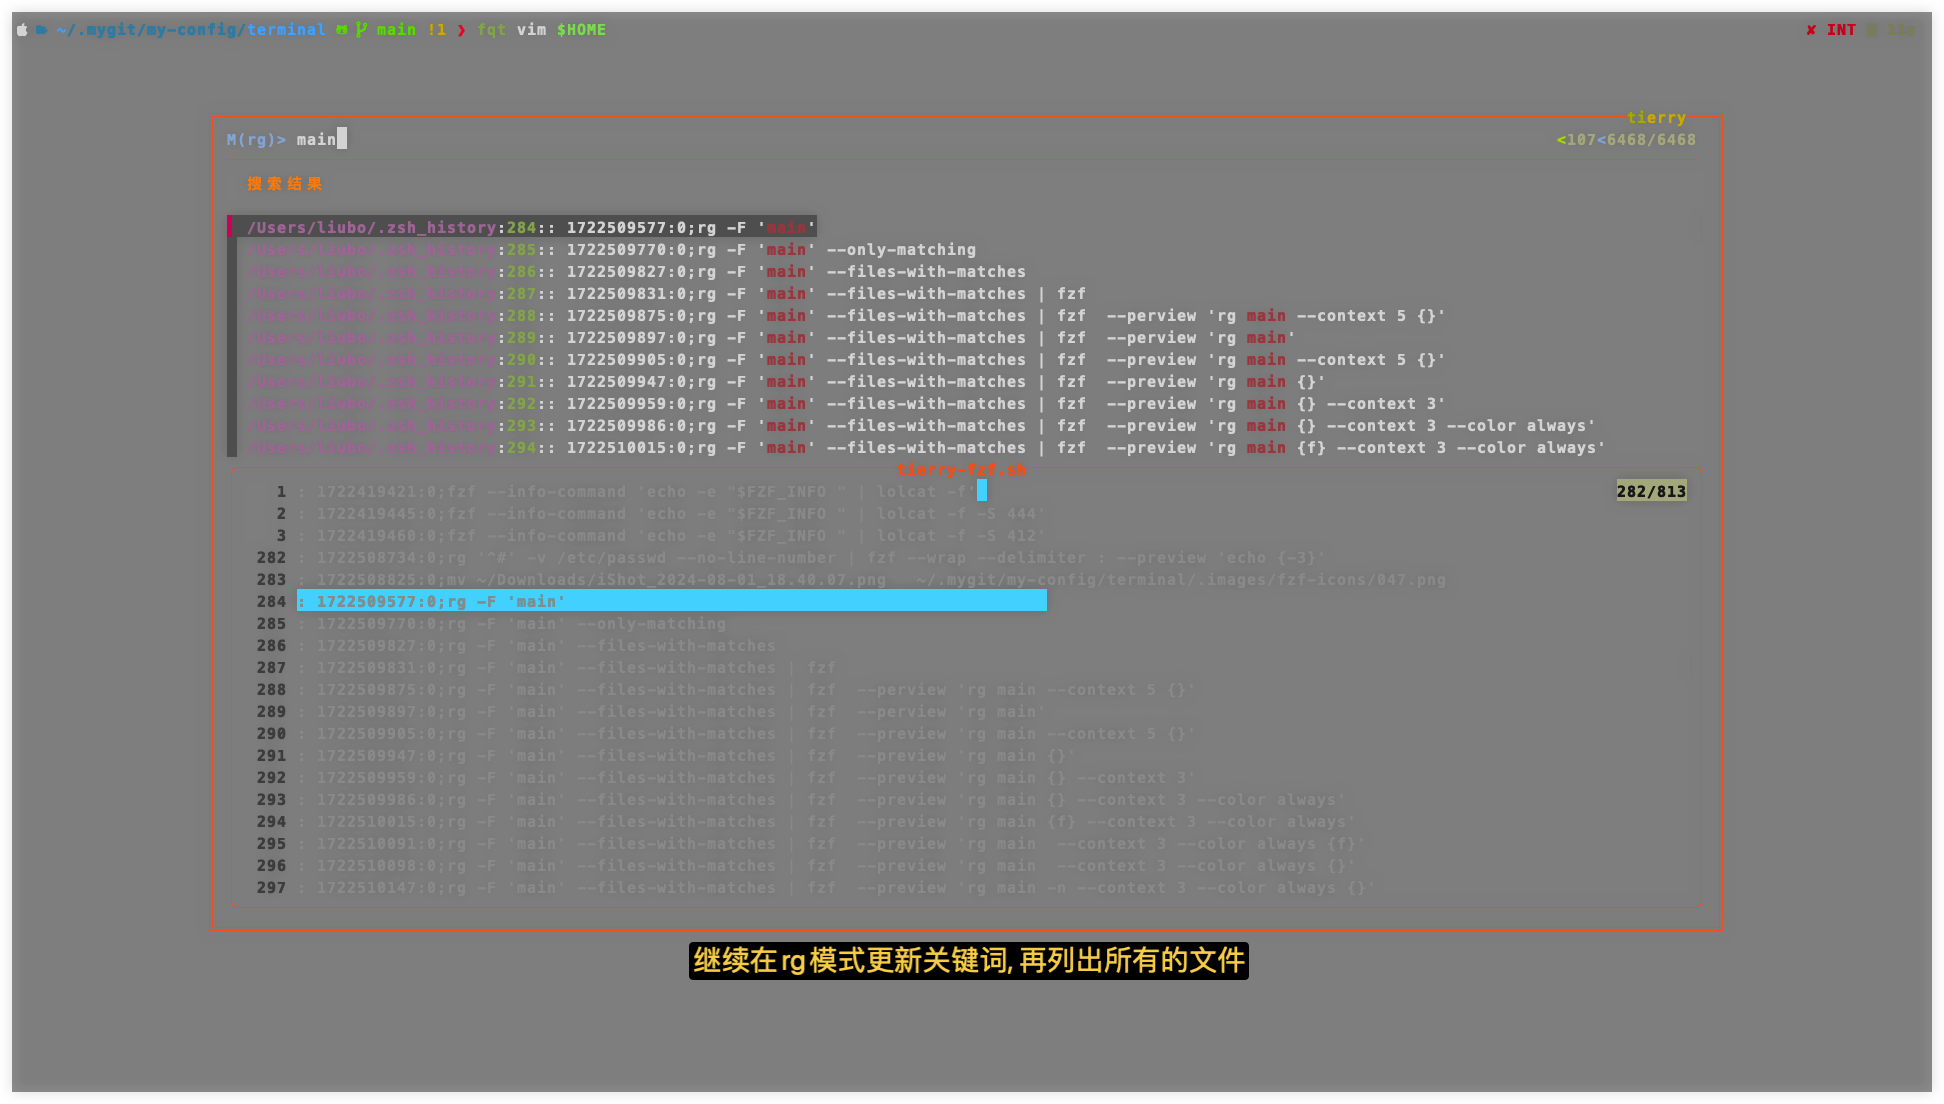 ~/.mygit/my-config/terminal main !1 ❯ fqt vim $HOME
✘ INT
tierry
M(rg)> main
<107<6468/6468
搜索结果
/Users/liubo/.zsh_history:284:: 1722509577:0;rg -F 'main'
/Users/liubo/.zsh_history:285:: 1722509770:0;rg -F 'main' --only-matching
/Users/liubo/.zsh_history:286:: 1722509827:0;rg -F 'main' --files-with-matches
/Users/liubo/.zsh_history:287:: 1722509831:0;rg -F 'main' --files-with-matches | fzf
/Users/liubo/.zsh_history:288:: 1722509875:0;rg -F 'main' --files-with-matches | fzf  --perview 'rg main --context 5 {}'
/Users/liubo/.zsh_history:289:: 1722509897:0;rg -F 'main' --files-with-matches | fzf  --perview 'rg main'
/Users/liubo/.zsh_history:290:: 1722509905:0;rg -F 'main' --files-with-matches | fzf  --preview 'rg main --context 5 {}'
/Users/liubo/.zsh_history:291:: 1722509947:0;rg -F 'main' --files-with-matches | fzf  --preview 'rg main {}'
/Users/liubo/.zsh_history:292:: 1722509959:0;rg -F 'main' --files-with-matches | fzf  --preview 'rg main {} --context 3'
/Users/liubo/.zsh_history:293:: 1722509986:0;rg -F 'main' --files-with-matches | fzf  --preview 'rg main {} --context 3 --color always'
/Users/liubo/.zsh_history:294:: 1722510015:0;rg -F 'main' --files-with-matches | fzf  --preview 'rg main {f} --context 3 --color always'
tierry-fzf.sh
1 : 1722419421:0;fzf --info-command 'echo -e "$FZF_INFO " | lolcat -f'
282/813
2 : 1722419445:0;fzf --info-command 'echo -e "$FZF_INFO " | lolcat -f -S 444'
3 : 1722419460:0;fzf --info-command 'echo -e "$FZF_INFO " | lolcat -f -S 412'
282 : 1722508734:0;rg '^#' -v /etc/passwd --no-line-number | fzf --wrap --delimiter : --preview 'echo {-3}'
283 : 1722508825:0;mv ~/Downloads/iShot_2024-08-01_18.40.07.png   ~/.mygit/my-config/terminal/.images/fzf-icons/047.png
284 : 1722509577:0;rg -F 'main'
285 : 1722509770:0;rg -F 'main' --only-matching
286 : 1722509827:0;rg -F 'main' --files-with-matches
287 : 1722509831:0;rg -F 'main' --files-with-matches | fzf
288 : 1722509875:0;rg -F 'main' --files-with-matches | fzf  --perview 'rg main --context 5 {}'
289 : 1722509897:0;rg -F 'main' --files-with-matches | fzf  --perview 'rg main'
290 : 1722509905:0;rg -F 'main' --files-with-matches | fzf  --preview 'rg main --context 5 {}'
291 : 1722509947:0;rg -F 'main' --files-with-matches | fzf  --preview 'rg main {}'
292 : 1722509959:0;rg -F 'main' --files-with-matches | fzf  --preview 'rg main {} --context 3'
293 : 1722509986:0;rg -F 'main' --files-with-matches | fzf  --preview 'rg main {} --context 3 --color always'
294 : 1722510015:0;rg -F 'main' --files-with-matches | fzf  --preview 'rg main {f} --context 3 --color always'
295 : 1722510091:0;rg -F 'main' --files-with-matches | fzf  --preview 'rg main  --context 3 --color always {f}'
296 : 1722510098:0;rg -F 'main' --files-with-matches | fzf  --preview 'rg main  --context 3 --color always {}'
297 : 1722510147:0;rg -F 'main' --files-with-matches | fzf  --preview 'rg main -n --context 3 --color always {}'
继续在rg模式更新关键词, 再列出所有的文件